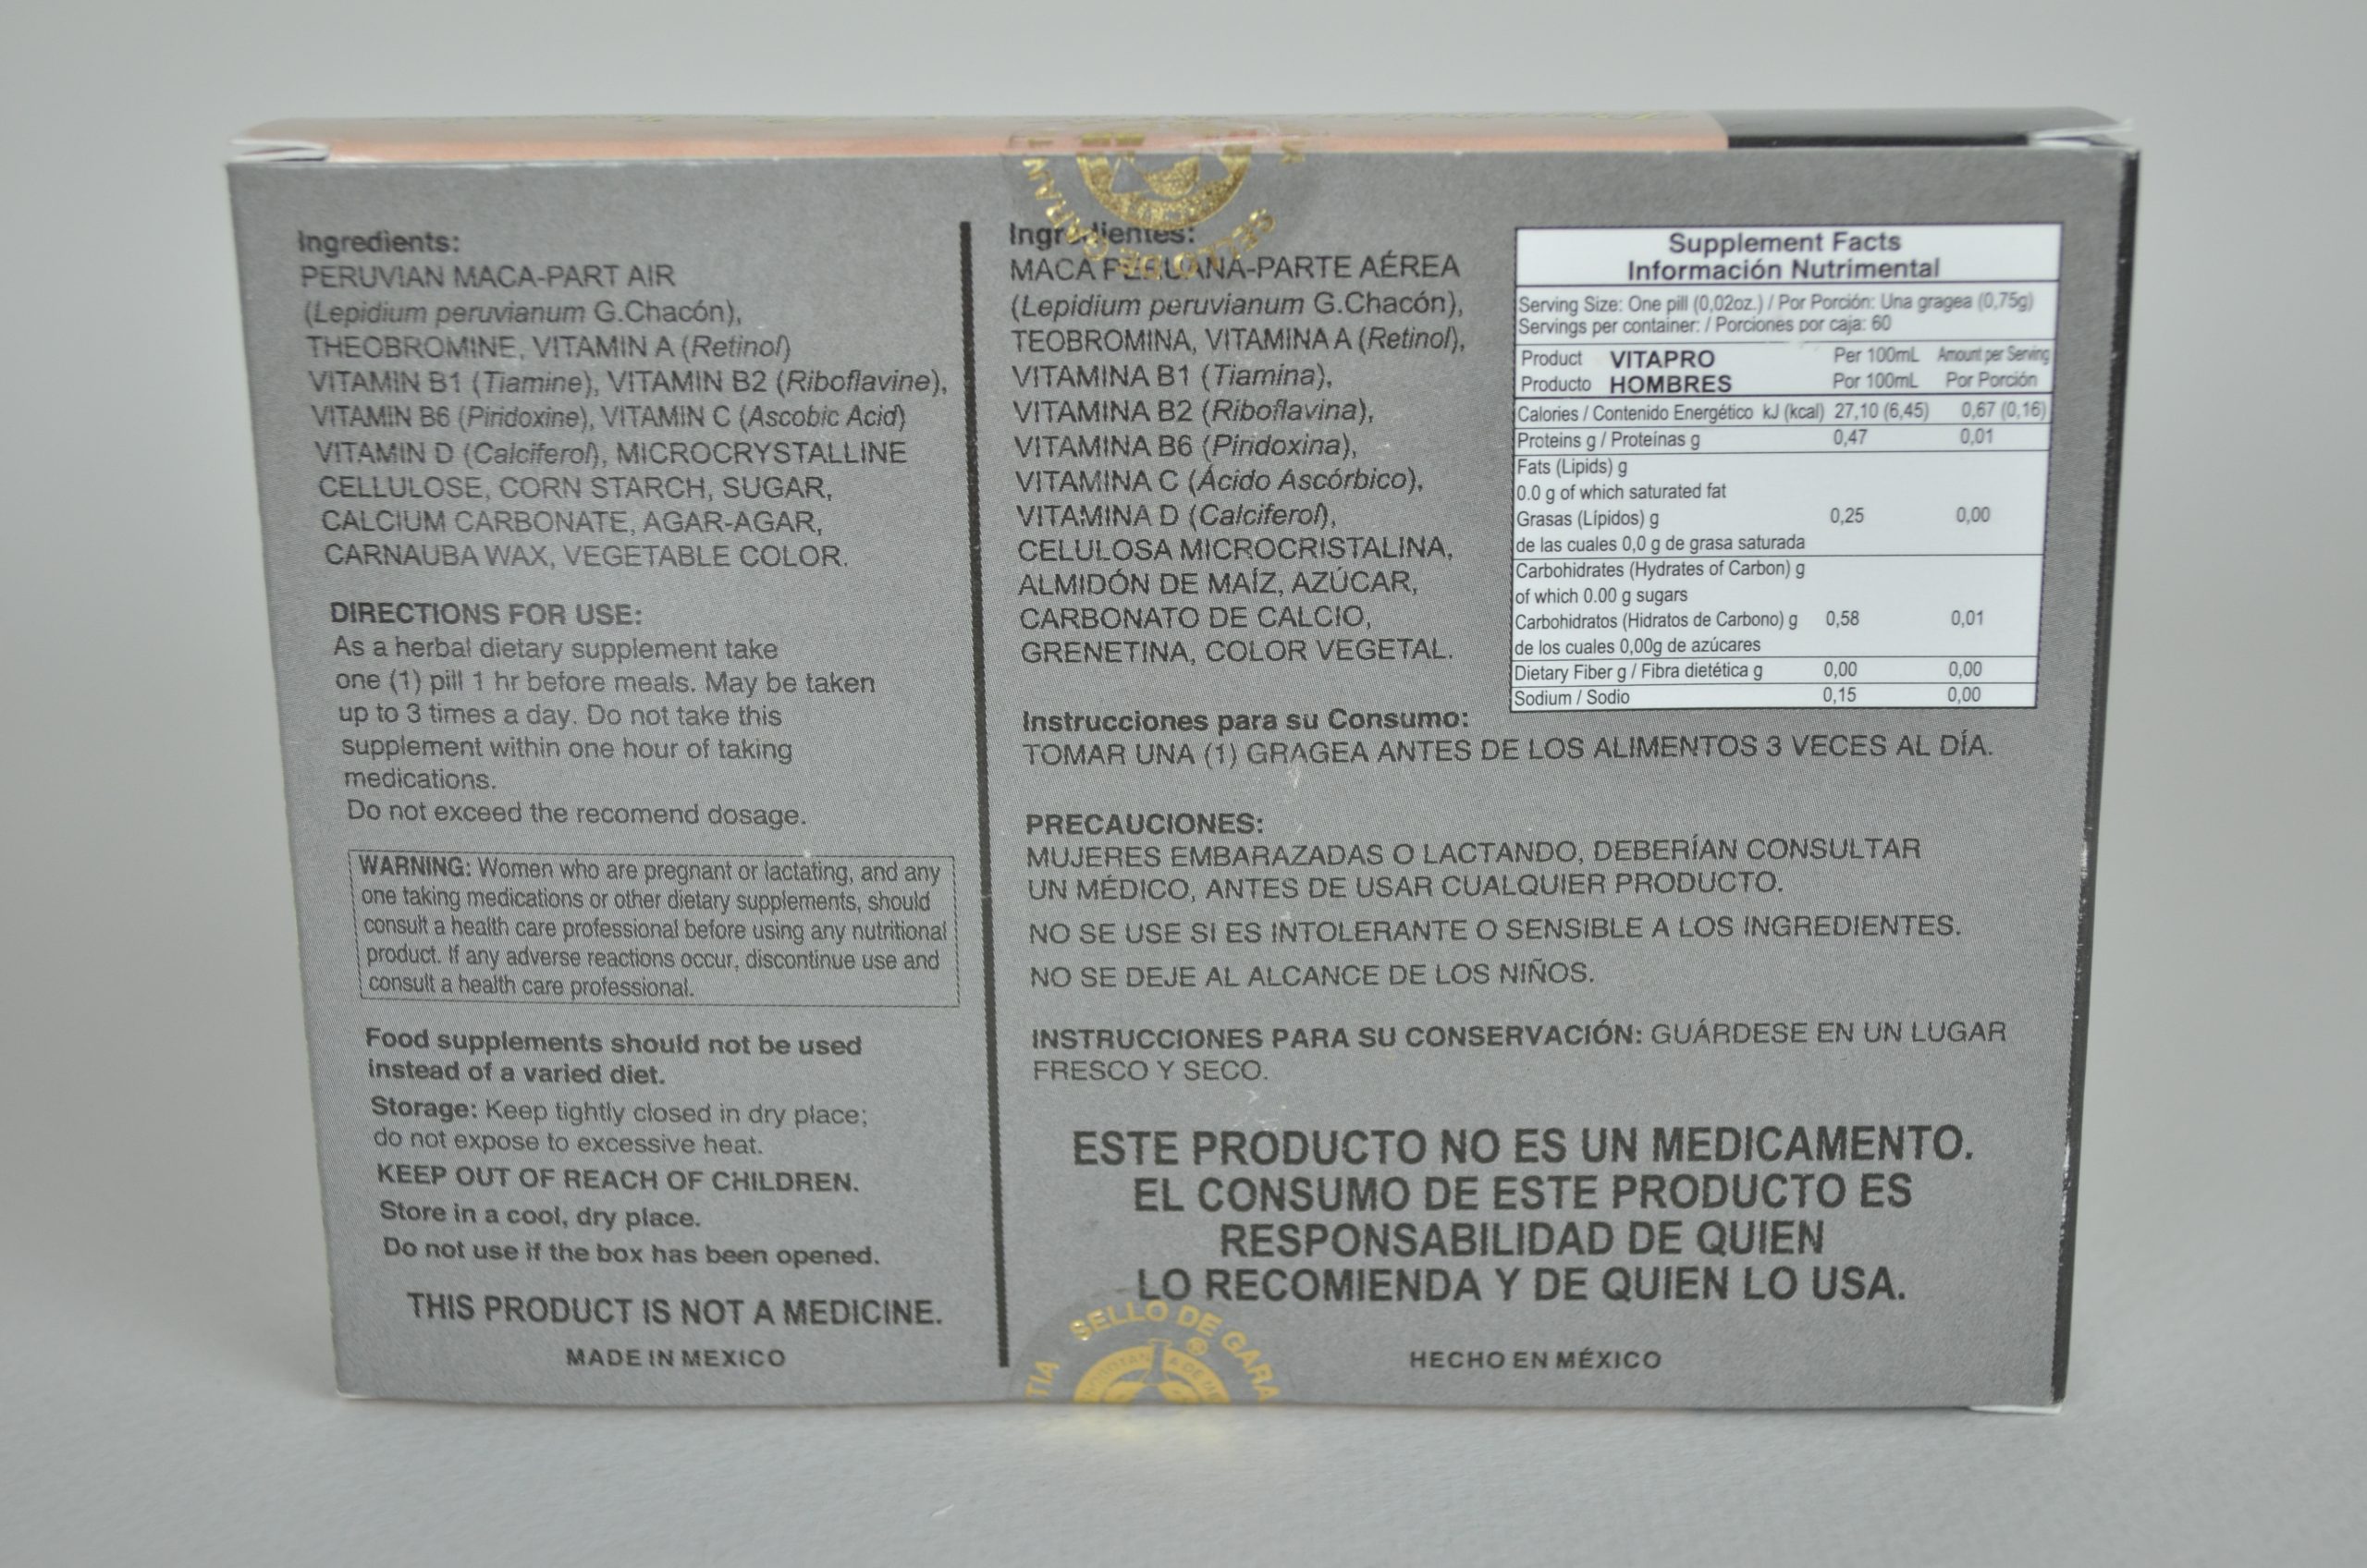 Ingredients:
PERUVIAN MACA-PART AIR
(Lepidium peruvianum G.Chacón),
THEOBROMINE, VITAMIN A (Retinol)
VITAMIN B1 (Tiamine), VITAMIN B2 (Riboflavine),
VITAMIN B6 (Piridoxine), VITAMIN C (Ascobic Acid)
VITAMIN D (Calciferol), MICROCRYSTALLINE
CELLULOSE, CORN STARCH, SUGAR,
CALCIUM CARBONATE, AGAR-AGAR,
CARNAUBA WAX, VEGETABLE COLOR.
DIRECTIONS FOR USE:
As a herbal dietary supplement take
one (1) pill 1 hr before meals. May be taken
up to 3 times a day. Do not take this
supplement within one hour of taking
medications.
Do not exceed the recomend dosage.
WARNING: Women who are pregnant or lactating, and any
one taking medications or other dietary supplements, should
consult a health care professional before using any nutritional
product. If any adverse reactions occur, discontinue use and
consult a health care professional.
Food supplements should not be used
instead of a varied diet.
Storage: Keep tightly closed in dry place;
do not expose to excessive heat.
KEEP OUT OF REACH OF CHILDREN.
Store in a cool, dry place.
Do not use if the box has been opened.
THIS PRODUCT IS NOT A MEDICINE.
MADE IN MEXICO
Ingredientes:
MACA PERUANA-PARTE AÉREA
(Lepidium peruvianum G.Chacón),
TEOBROMINA, VITAMINA A (Retinol),
VITAMINA B1 (Tiamina),
VITAMINA B2 (Riboflavina),
VITAMINA B6 (Piridoxina),
VITAMINA C (Ácido Ascórbico),
VITAMINA D (Calciferol),
CELULOSA MICROCRISTALINA,
ALMIDÓN DE MAÍZ, AZÚCAR,
CARBONATO DE CALCIO,
GRENETINA, COLOR VEGETAL.
Supplement Facts
Información Nutrimental
Serving Size: One pill (0,02oz.) / Por Porción: Una gragea (0,75g)
Servings per container: / Porciones por caja: 60
Product VITAPRO Per 100mL Amount per Serving
Producto HOMBRES Por 100mL Por Porción
Calories / Contenido Energético kJ (kcal) 27,10 (6,45) 0,67 (0,16)
Proteins g / Proteínas g 0,47 0,01
Fats (Lipids) g
0.0 g of which saturated fat
Grasas (Lípidos) g 0,25 0,00
de las cuales 0,0 g de grasa saturada
Carbohidrates (Hydrates of Carbon) g
of which 0.00 g sugars
Carbohidratos (Hidratos de Carbono) g 0,58 0,01
de los cuales 0,00g de azúcares
Dietary Fiber g / Fibra dietética g 0,00 0,00
Sodium / Sodio 0,15 0,00
Instrucciones para su Consumo:
TOMAR UNA (1) GRAGEA ANTES DE LOS ALIMENTOS 3 VECES AL DÍA.
PRECAUCIONES:
MUJERES EMBARAZADAS O LACTANDO, DEBERÍAN CONSULTAR
UN MÉDICO, ANTES DE USAR CUALQUIER PRODUCTO.
NO SE USE SI ES INTOLERANTE O SENSIBLE A LOS INGREDIENTES.
NO SE DEJE AL ALCANCE DE LOS NIÑOS.
INSTRUCCIONES PARA SU CONSERVACIÓN: GUÁRDESE EN UN LUGAR
FRESCO Y SECO.
ESTE PRODUCTO NO ES UN MEDICAMENTO.
EL CONSUMO DE ESTE PRODUCTO ES
RESPONSABILIDAD DE QUIEN
LO RECOMIENDA Y DE QUIEN LO USA.
HECHO EN MÉXICO
SELLO DE GARA
TIA
SELLO DE GARAN